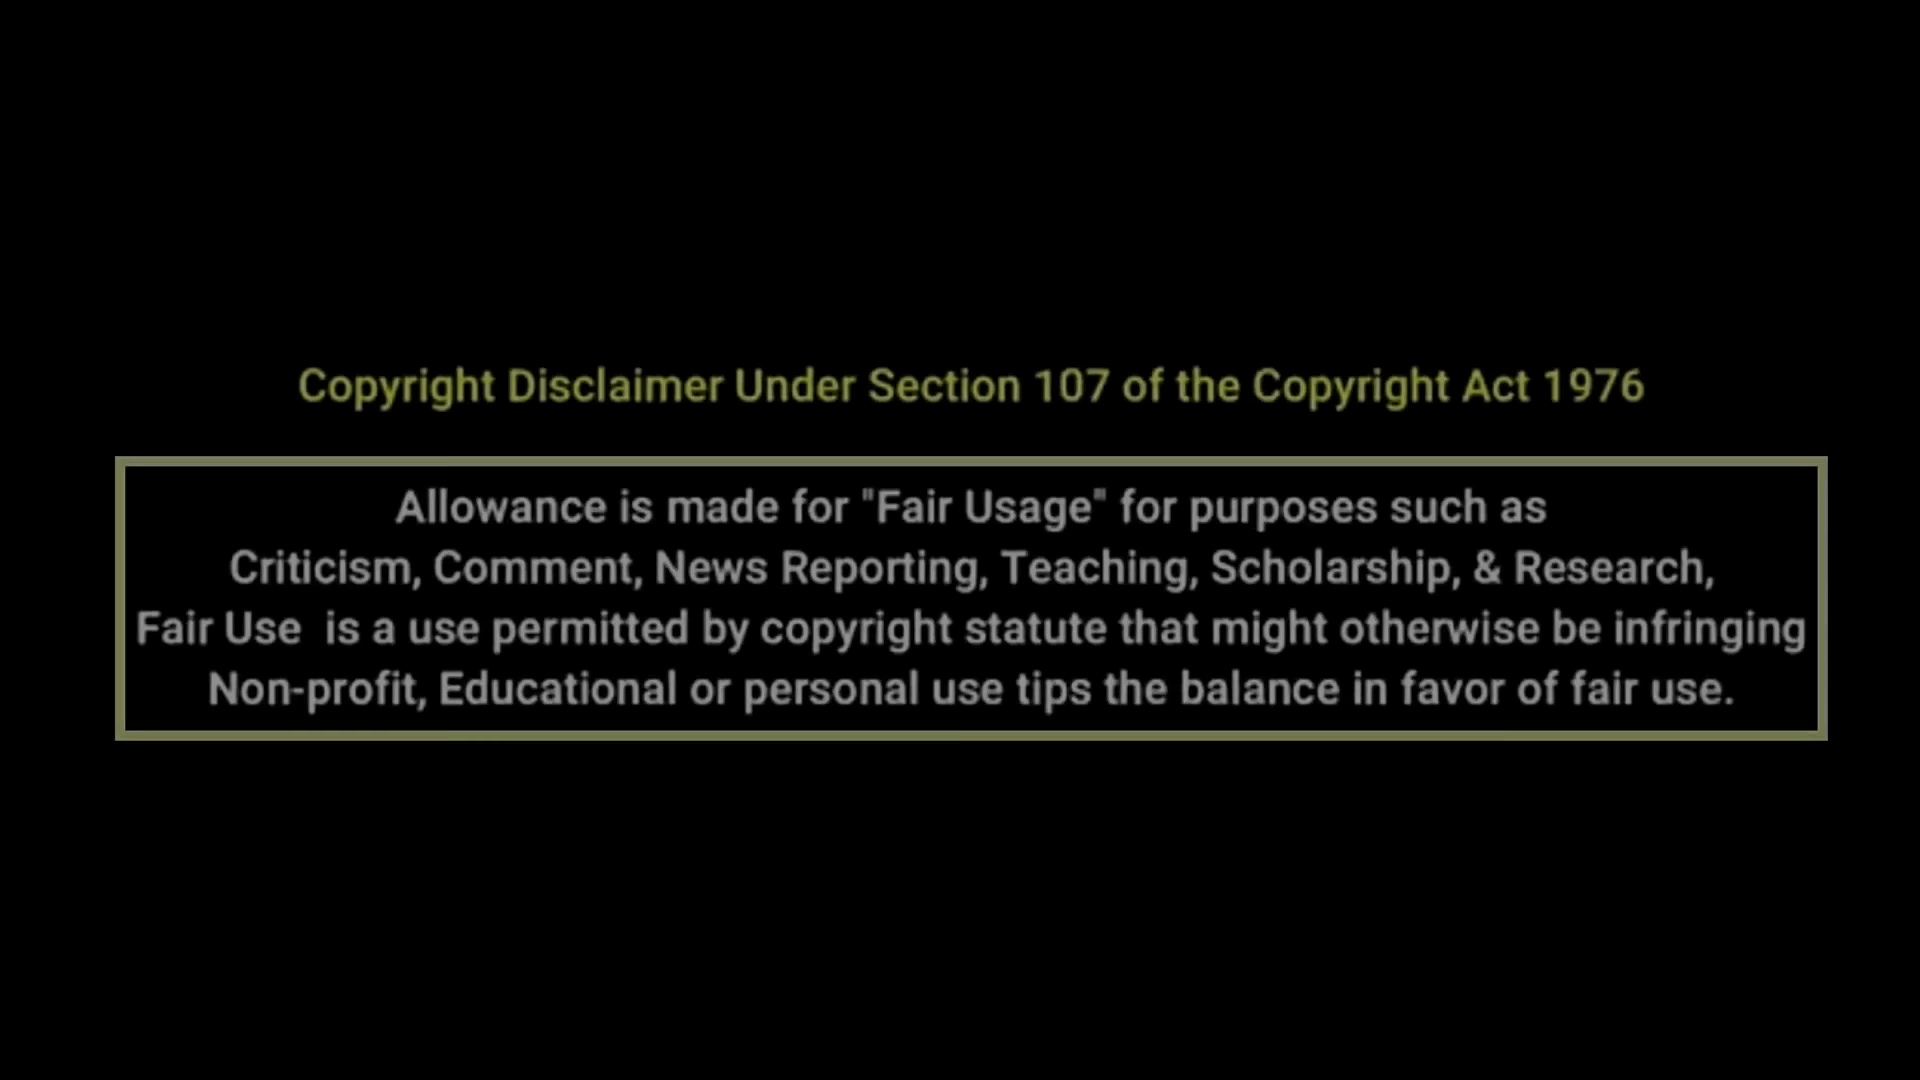 Copyright Disclaimer Under Section 107 of the Copyright Act 1976
Allowance is made for "Fair Usage" for purposes such as
Criticism, Comment, News Reporting, Teaching, Scholarship, & Research,
Fair Use  is a use permitted by copyright statute that might otherwise be infringing
Non-profit, Educational or personal use tips the balance in favor of fair use.